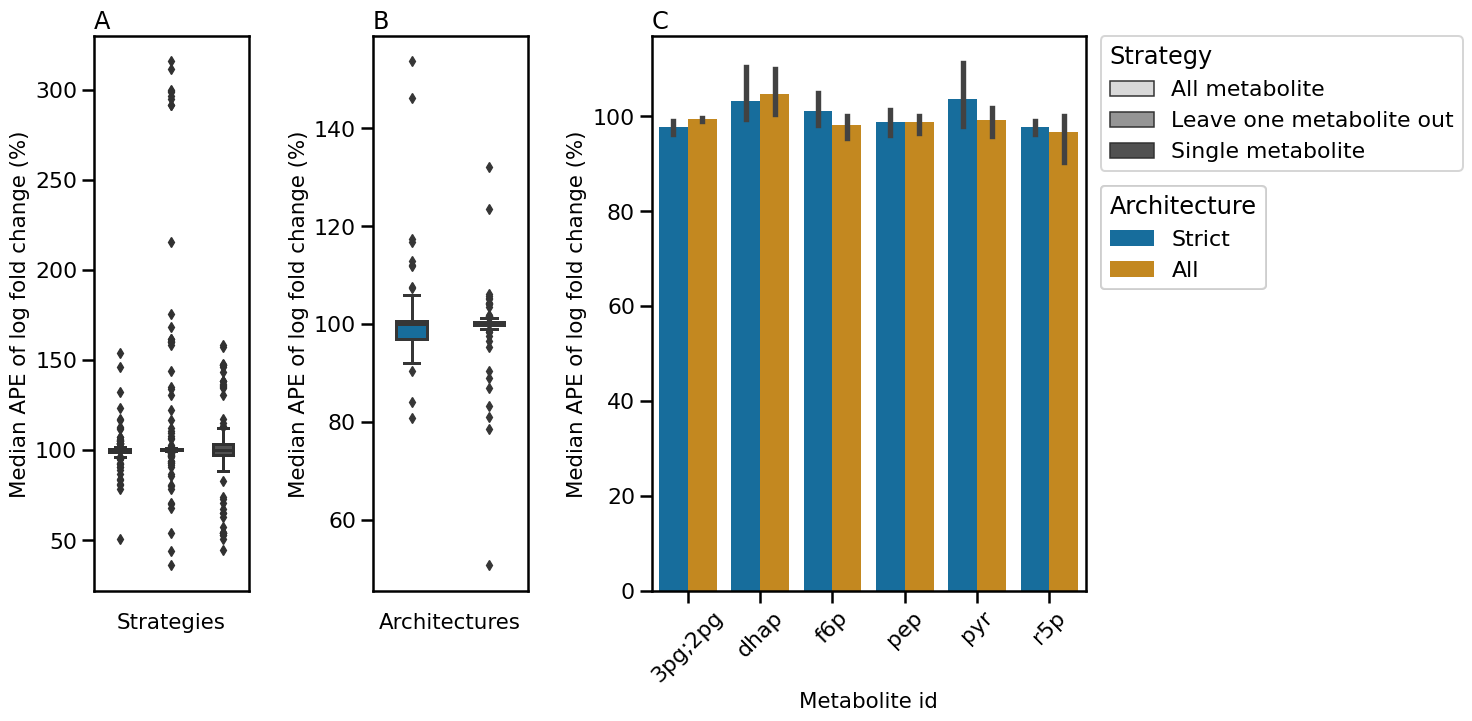 A
Median APE of log fold change (%)
300
250
200
150
100
50
Strategies
B
Median APE of log fold change (%)
140
120
100
80
60
Architectures
C
Median APE of log fold change (%)
100
80
60
40
20
0
3pg;2pg
dhap
f6p
pep
pyr
r5p
Metabolite id
Strategy
All metabolite
Leave one metabolite out
Single metabolite
Architecture
Strict
All